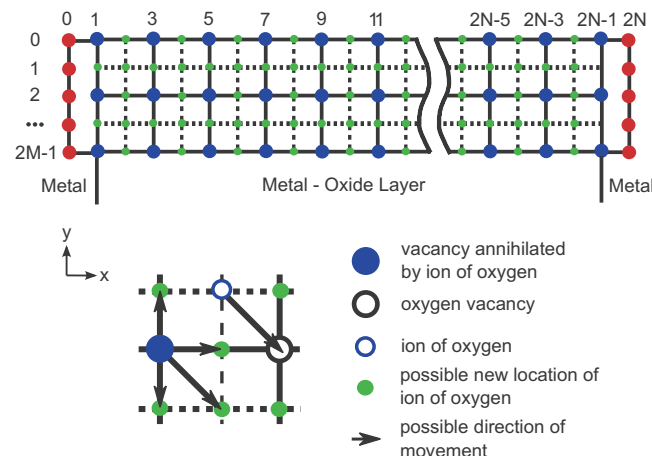 0 1 3 5 7 9 11 2N-5 2N-3 2N-1 2N
0
1
2
...
2M-1
Metal Metal - Oxide Layer Metal
y
x
vacancy annihilated
by ion of oxygen
oxygen vacancy
ion of oxygen
possible new location of
ion of oxygen
possible direction of
movement